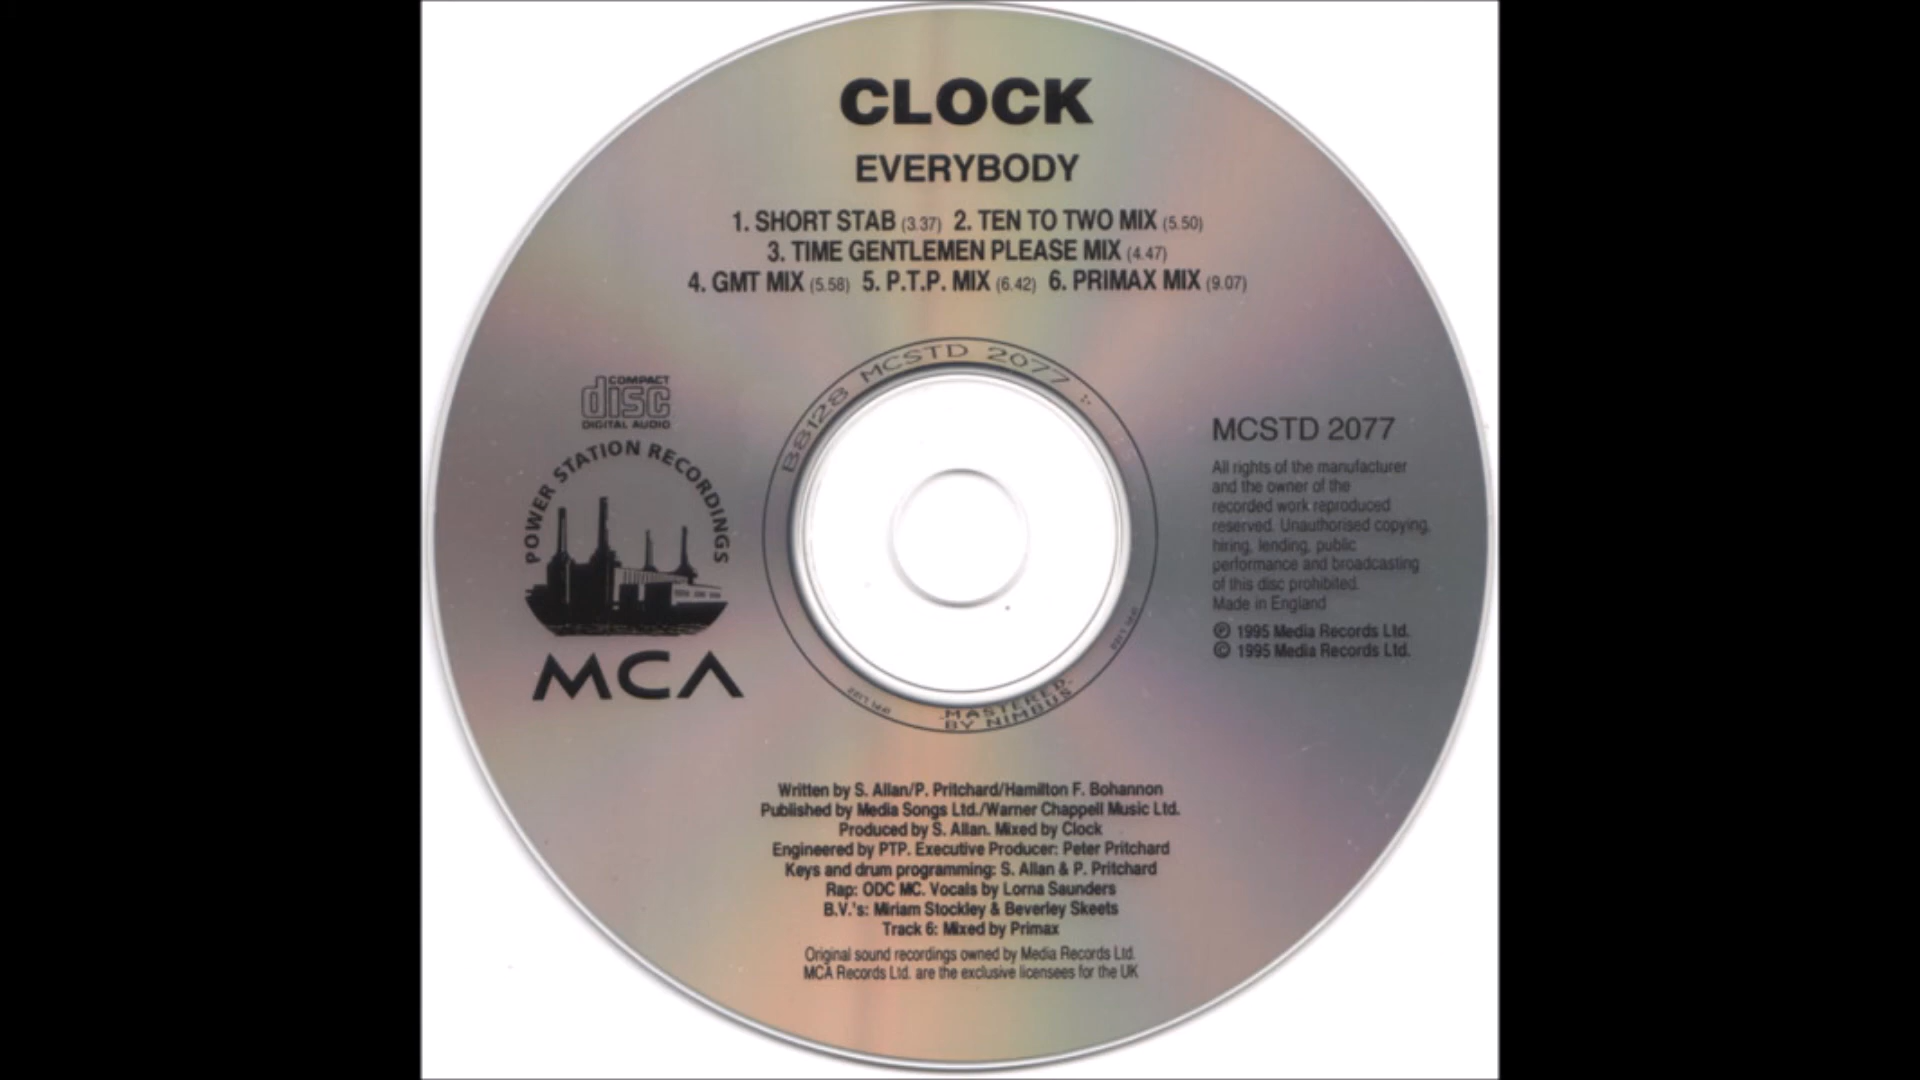 CLOCK
EVERYBODY
1. SHORT STAB (3.37) 2. TEN TO TWO MIX (5.50)
3. TIME GENTLEMEN PLEASE MIX (4.47)
4. GMT MIX (5.58) 5. P.T.P. MIX (6.42) 6. PRIMAX MIX (9.07)
COMPACT
disc
DIGITAL AUDIO
POWER STATION RECORDINGS
MCA
B8128 MCSTD 2077
MASTERED
BY NIMBUS
MCSTD 2077
All rights of the manufacturer
and the owner of the
recorded work reproduced
reserved. Unauthorised copying,
hiring, lending, public
performance and broadcasting
of this disc prohibited.
Made in England
℗ 1995 Media Records Ltd.
© 1995 Media Records Ltd.
Written by S. Allan/P. Pritchard/Hamilton F. Bohannon
Published by Media Songs Ltd./Warner Chappell Music Ltd.
Produced by S. Allan. Mixed by Clock
Engineered by PTP. Executive Producer: Peter Pritchard
Keys and drum programming: S. Allan & P. Pritchard
Rap: ODC MC. Vocals by Lorna Saunders
B.V.'s: Miriam Stockley & Beverley Skeets
Track 6: Mixed by Primax
Original sound recordings owned by Media Records Ltd.
MCA Records Ltd. are the exclusive licensees for the UK